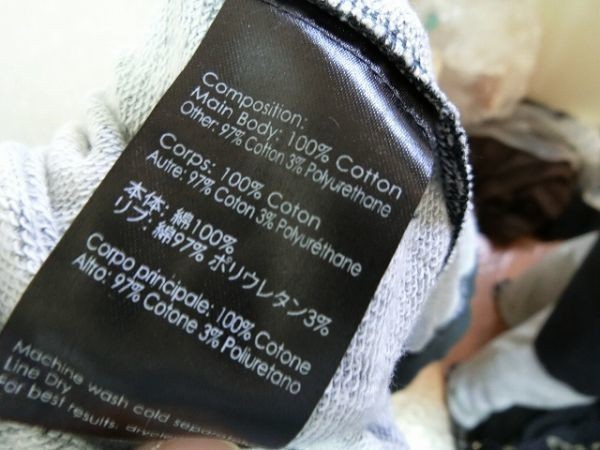 Composition:
Main Body: 100% Cotton
Other: 97% Cotton 3% Polyurethane
Corps: 100% Coton
Autre: 97% Coton 3% Polyuréthane
本体: 綿100%
リブ: 綿97% ポリウレタン3%
Corpo principale: 100% Cotone
Altro: 97% Cotone 3% Poliuretano
Machine wash cold
Line Dry
For best results,